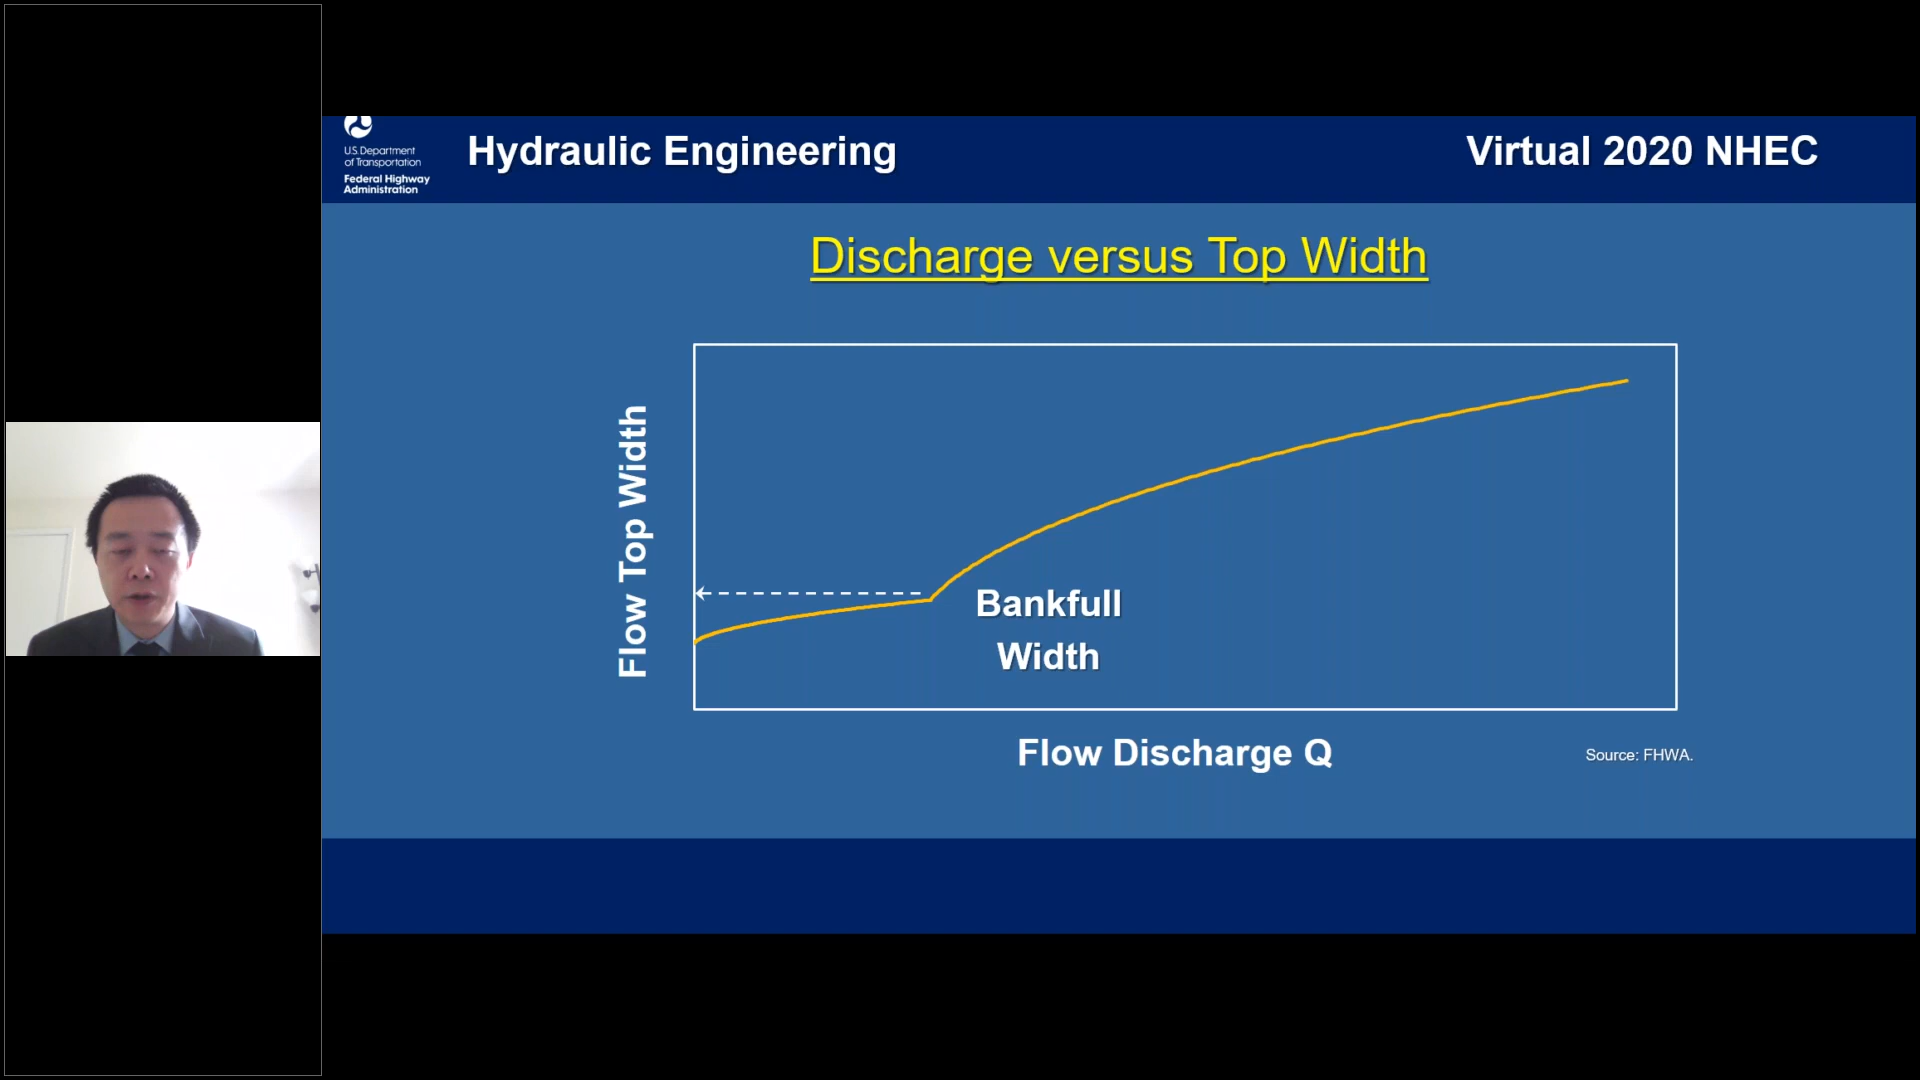 U.S. Department
of Transportation
Federal Highway
Administration
Hydraulic Engineering
Virtual 2020 NHEC
Discharge versus Top Width
Flow Top Width
Bankfull
Width
Flow Discharge Q
Source: FHWA.